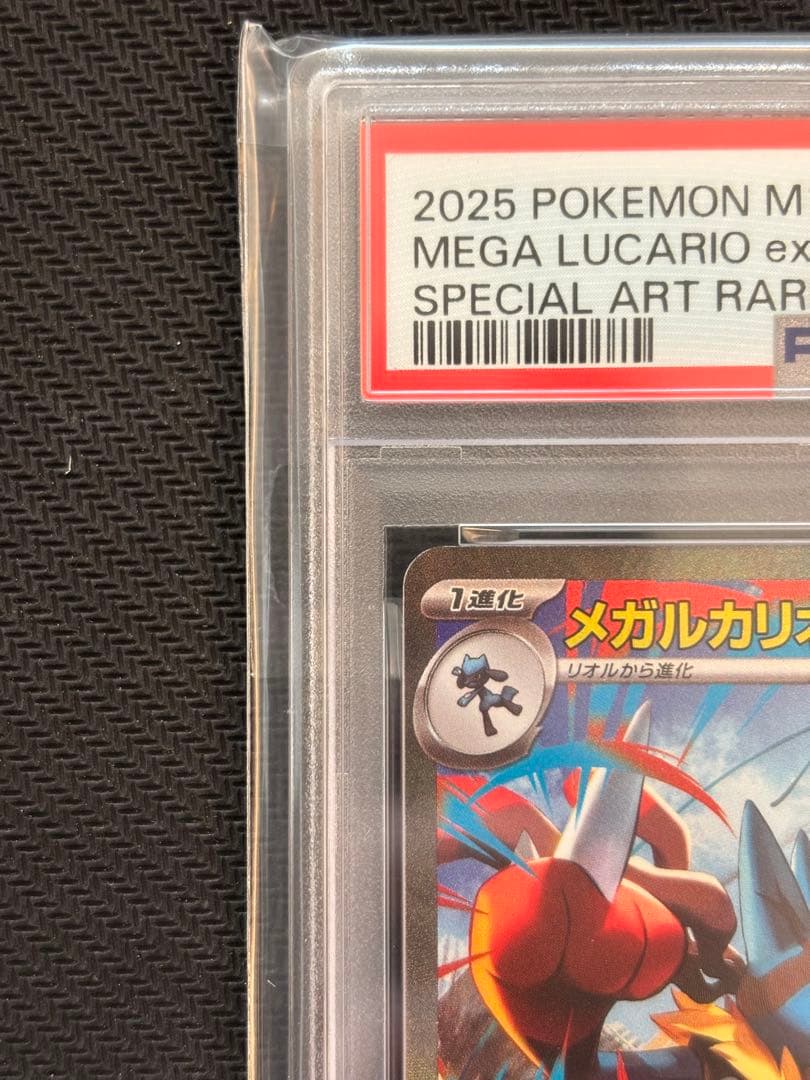 2025 POKEMON M
MEGA LUCARIO ex
SPECIAL ART RAR
1進化
メガルカリオ
リオルから進化